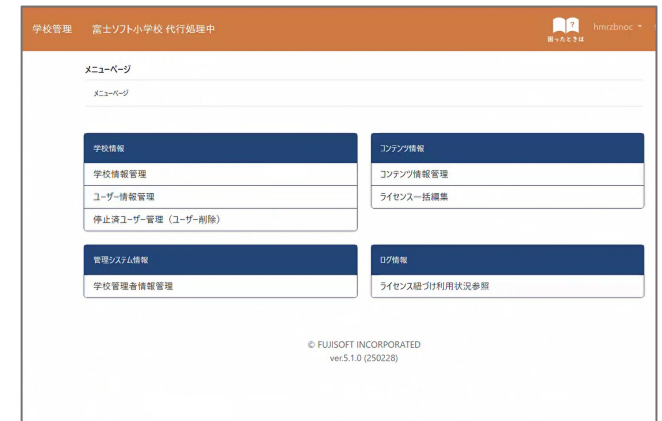 学校管理 富士ソフト小学校 代行処理中
?
困ったときは
hmrzbnoc
メニューページ
メニューページ
学校情報
学校情報管理
ユーザー情報管理
停止済ユーザー管理（ユーザー削除）
コンテンツ情報
コンテンツ情報管理
ライセンス一括編集
管理システム情報
学校管理者情報管理
ログ情報
ライセンス紐づけ利用状況参照
© FUJISOFT INCORPORATED
ver.5.1.0 (250228)